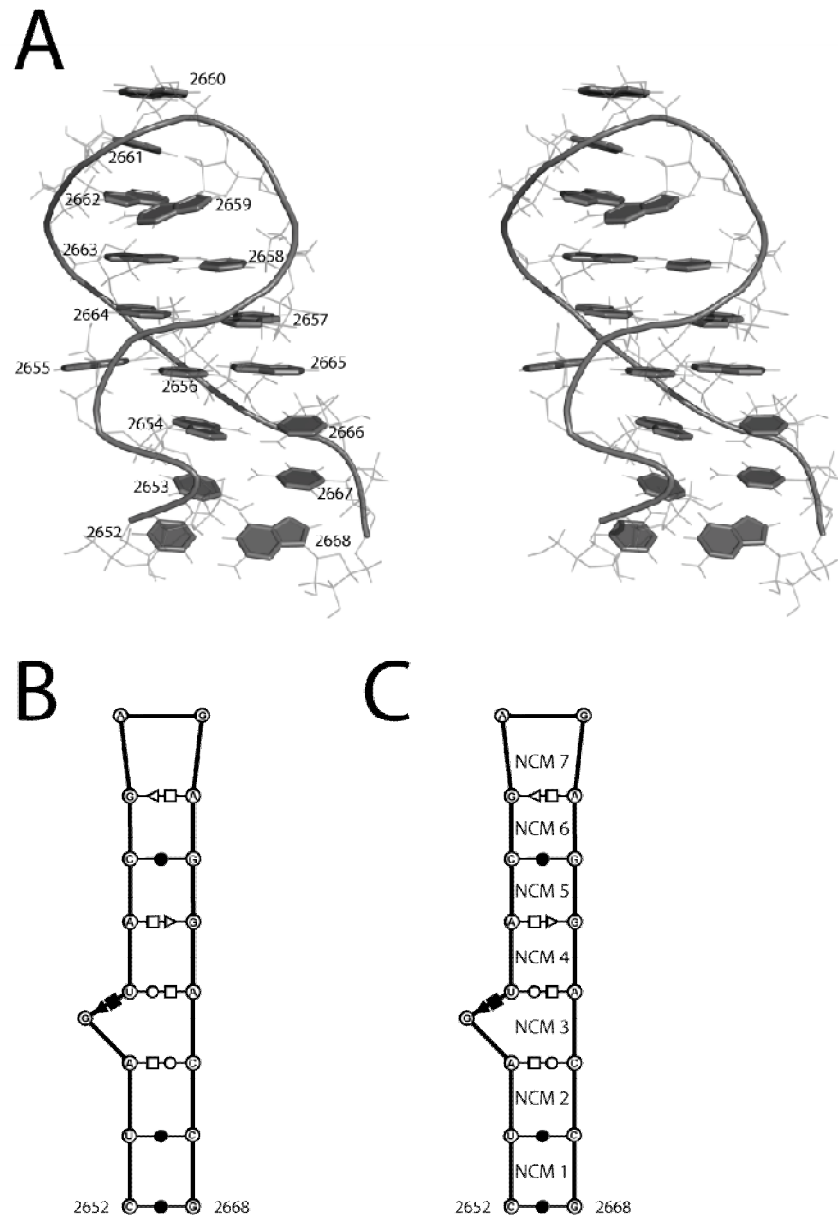 A
2660
2661
2662
2659
2663
2658
2664
2657
2655
2665
2656
2654
2666
2653
2667
2652
2668
B
C
A G
A G
NCM 7
G A
G A
NCM 6
C G
C G
NCM 5
A G
A G
NCM 4
U A
U A
G
G
NCM 3
A C
A C
NCM 2
U C
U C
NCM 1
2652 C G 2668
2652 C G 2668